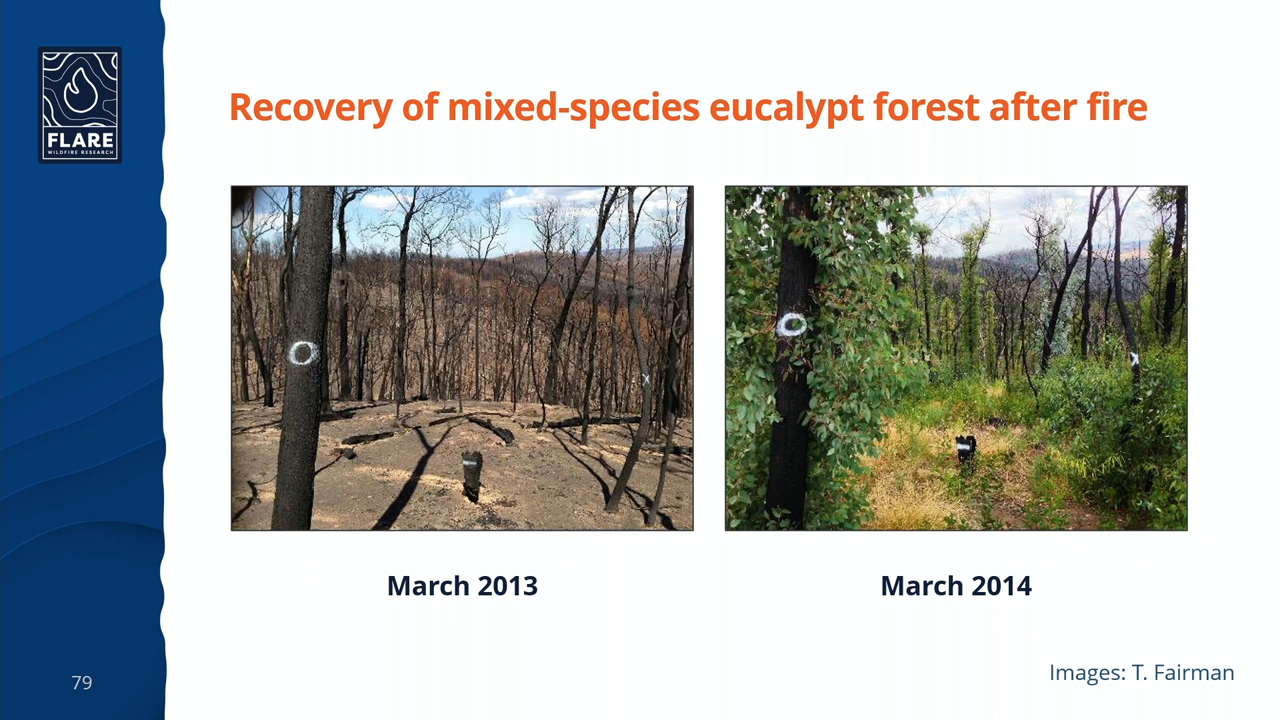 FLARE
WILDFIRE RESEARCH
Recovery of mixed-species eucalypt forest after fire
March 2013
March 2014
Images: T. Fairman
79